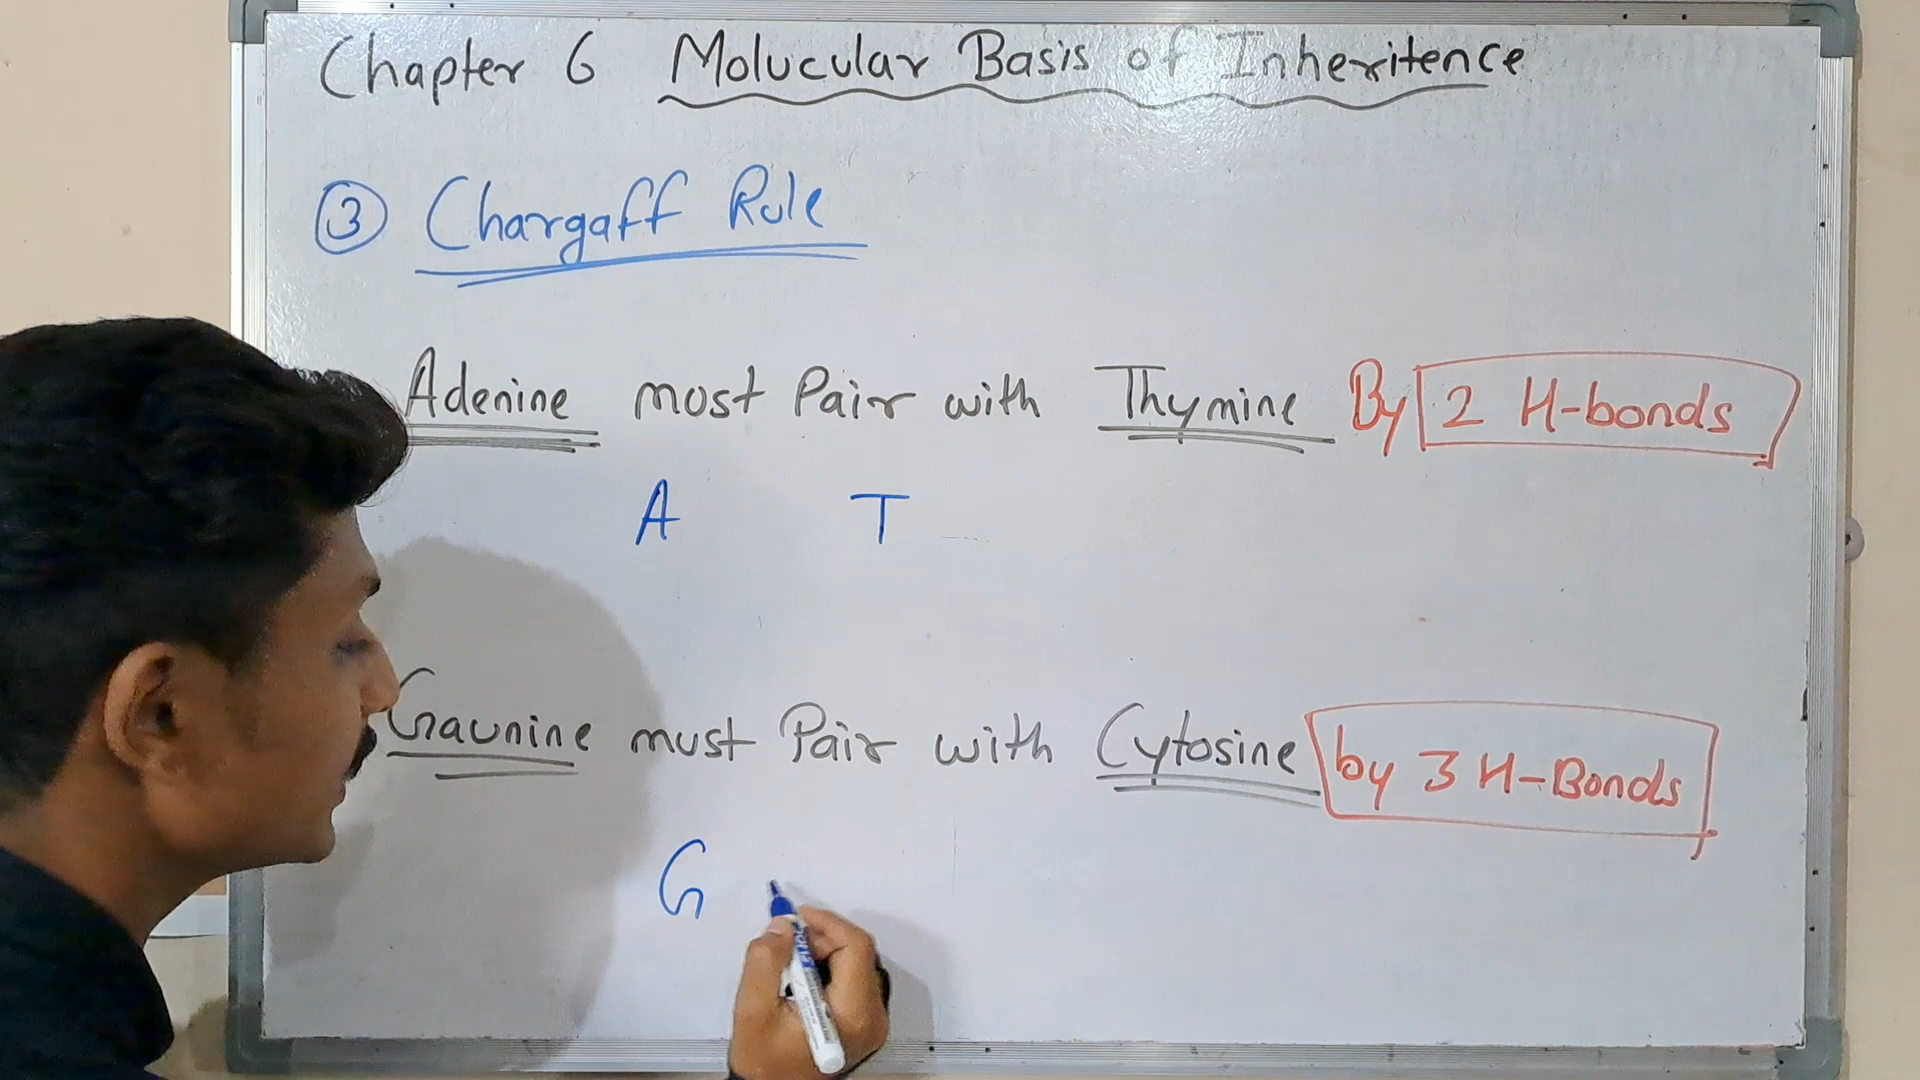 Chapter 6 Molucular Basis of Inheritence
③ Chargaff Rule
Adenine most Pair with Thymine By 2 H-bonds
A T
Gaunine must Pair with Cytosine by 3 H-Bonds
G